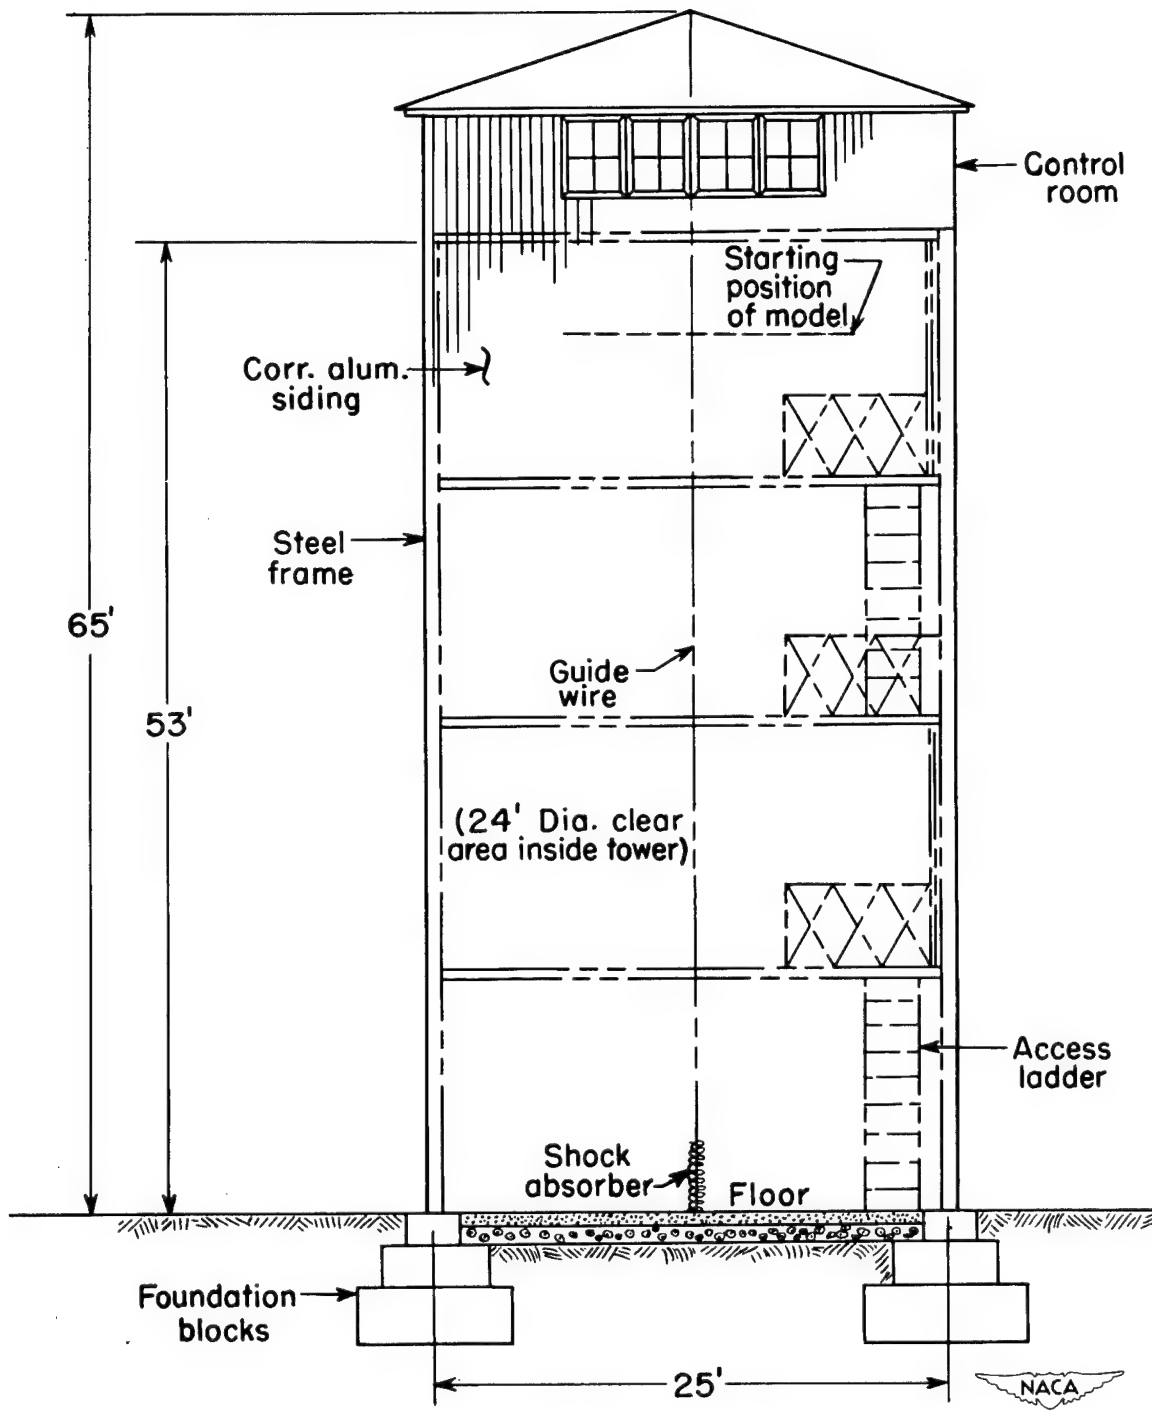 Control
room
Starting
position
of model
Corr. alum.
siding
Steel
frame
65'
Guide
wire
53'
(24' Dia. clear
area inside tower)
Access
ladder
Shock
absorber
Floor
Foundation
blocks
25'
NACA